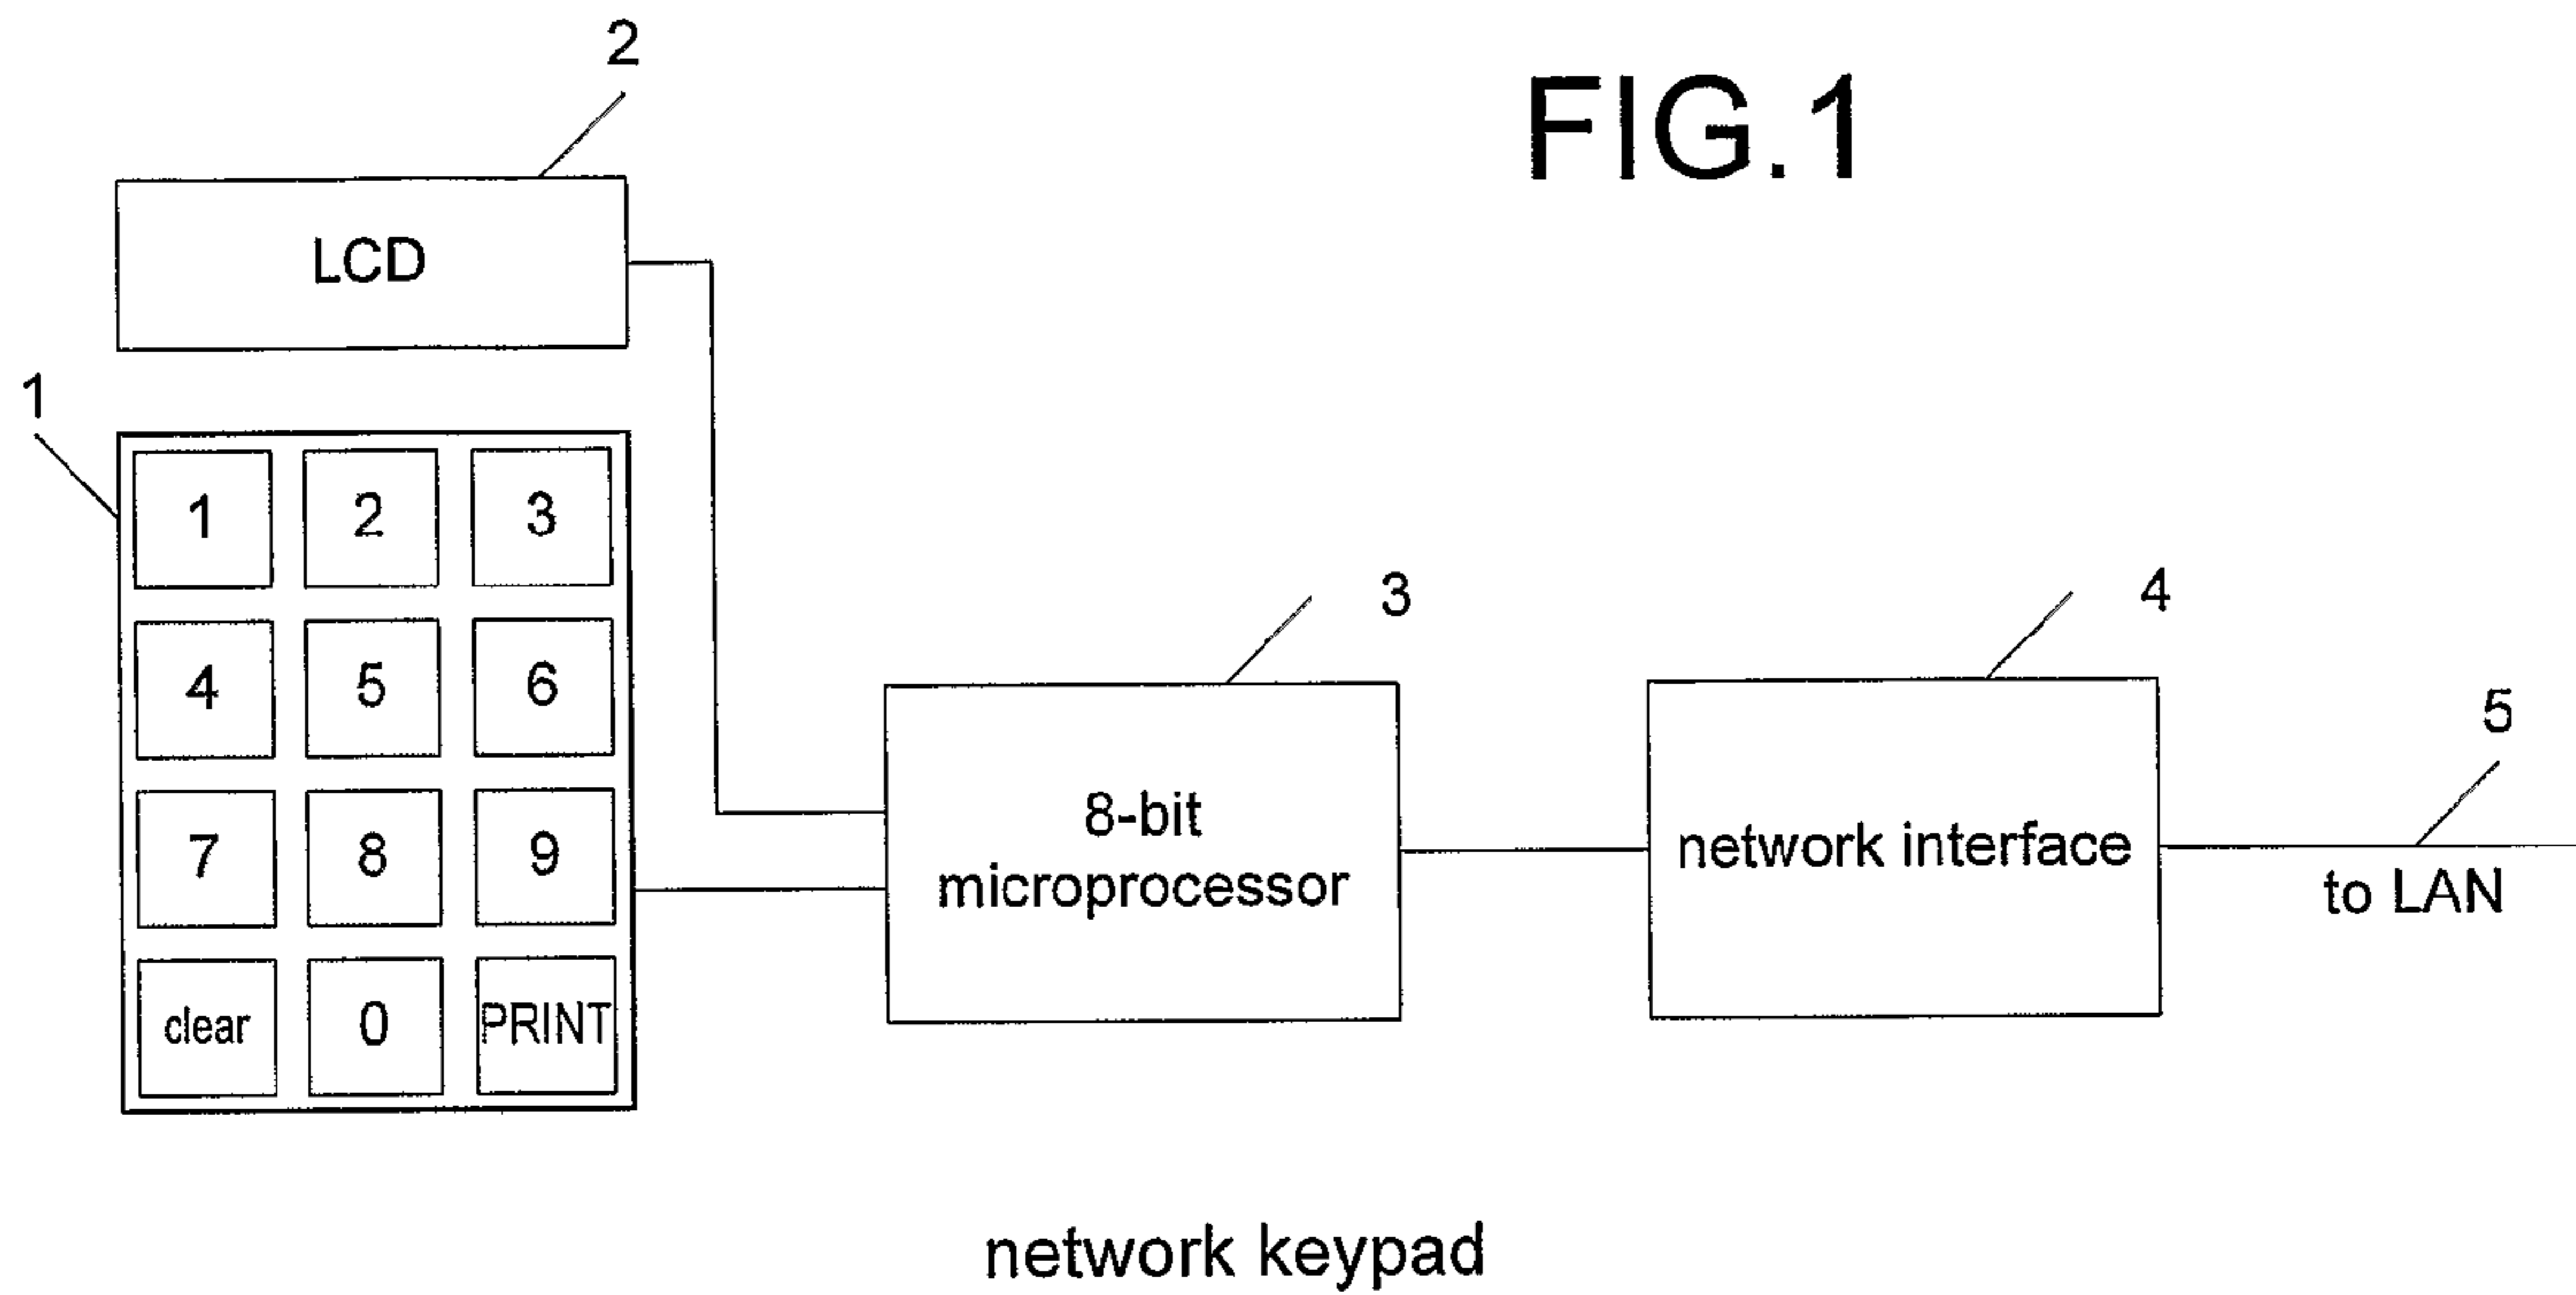 2
FIG.1
LCD
1
1 2 3
4 5 6
7 8 9
clear 0 PRINT
3
8-bit
microprocessor
4
network interface
5
to LAN
network keypad